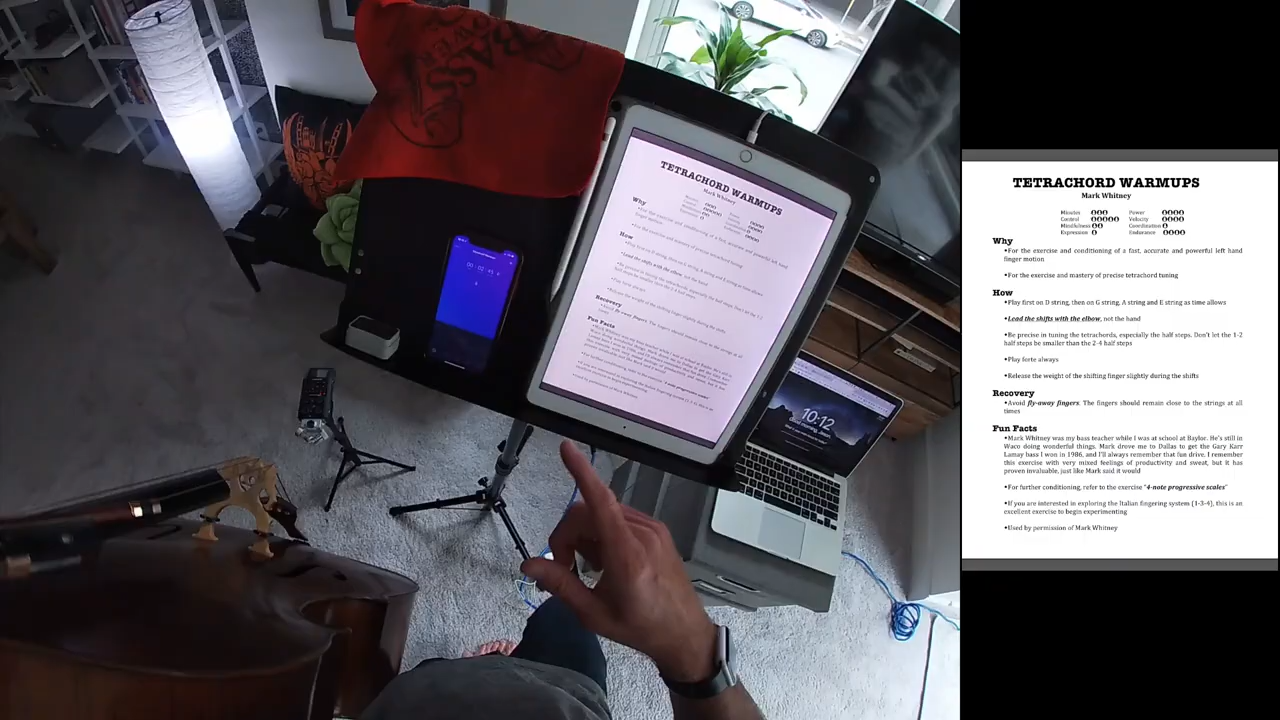 TETRACHORD WARMUPS
Mark Whitney
Why
How
Recovery
Fun Facts
10:12
TETRACHORD WARMUPS
Mark Whitney
Minutes OOO Power OOOO
Control OOOOO Velocity OOOO
Mindfulness OO Coordination O
Expression O Endurance OOOO
Why
•For the exercise and conditioning of a fast, accurate and powerful left hand
finger motion
•For the exercise and mastery of precise tetrachord tuning
How
•Play first on D string, then on G string, A string and E string as time allows
•Lead the shifts with the elbow, not the hand
•Be precise in tuning the tetrachords, especially the half steps. Don't let the 1-2
half steps be smaller than the 2-4 half steps
•Play forte always
•Release the weight of the shifting finger slightly during the shifts
Recovery
•Avoid fly-away fingers. The fingers should remain close to the strings at all
times
Fun Facts
•Mark Whitney was my bass teacher while I was at school at Baylor. He's still in
Waco doing wonderful things. Mark drove me to Dallas to get the Gary Karr
Lamay bass I won in 1986, and I'll always remember that fun drive. I remember
this exercise with very mixed feelings of productivity and sweat, but it has
proven invaluable, just like Mark said it would
•For further conditioning, refer to the exercise "4-note progressive scales"
•If you are interested in exploring the Italian fingering system (1-3-4), this is an
excellent exercise to begin experimenting
•Used by permission of Mark Whitney